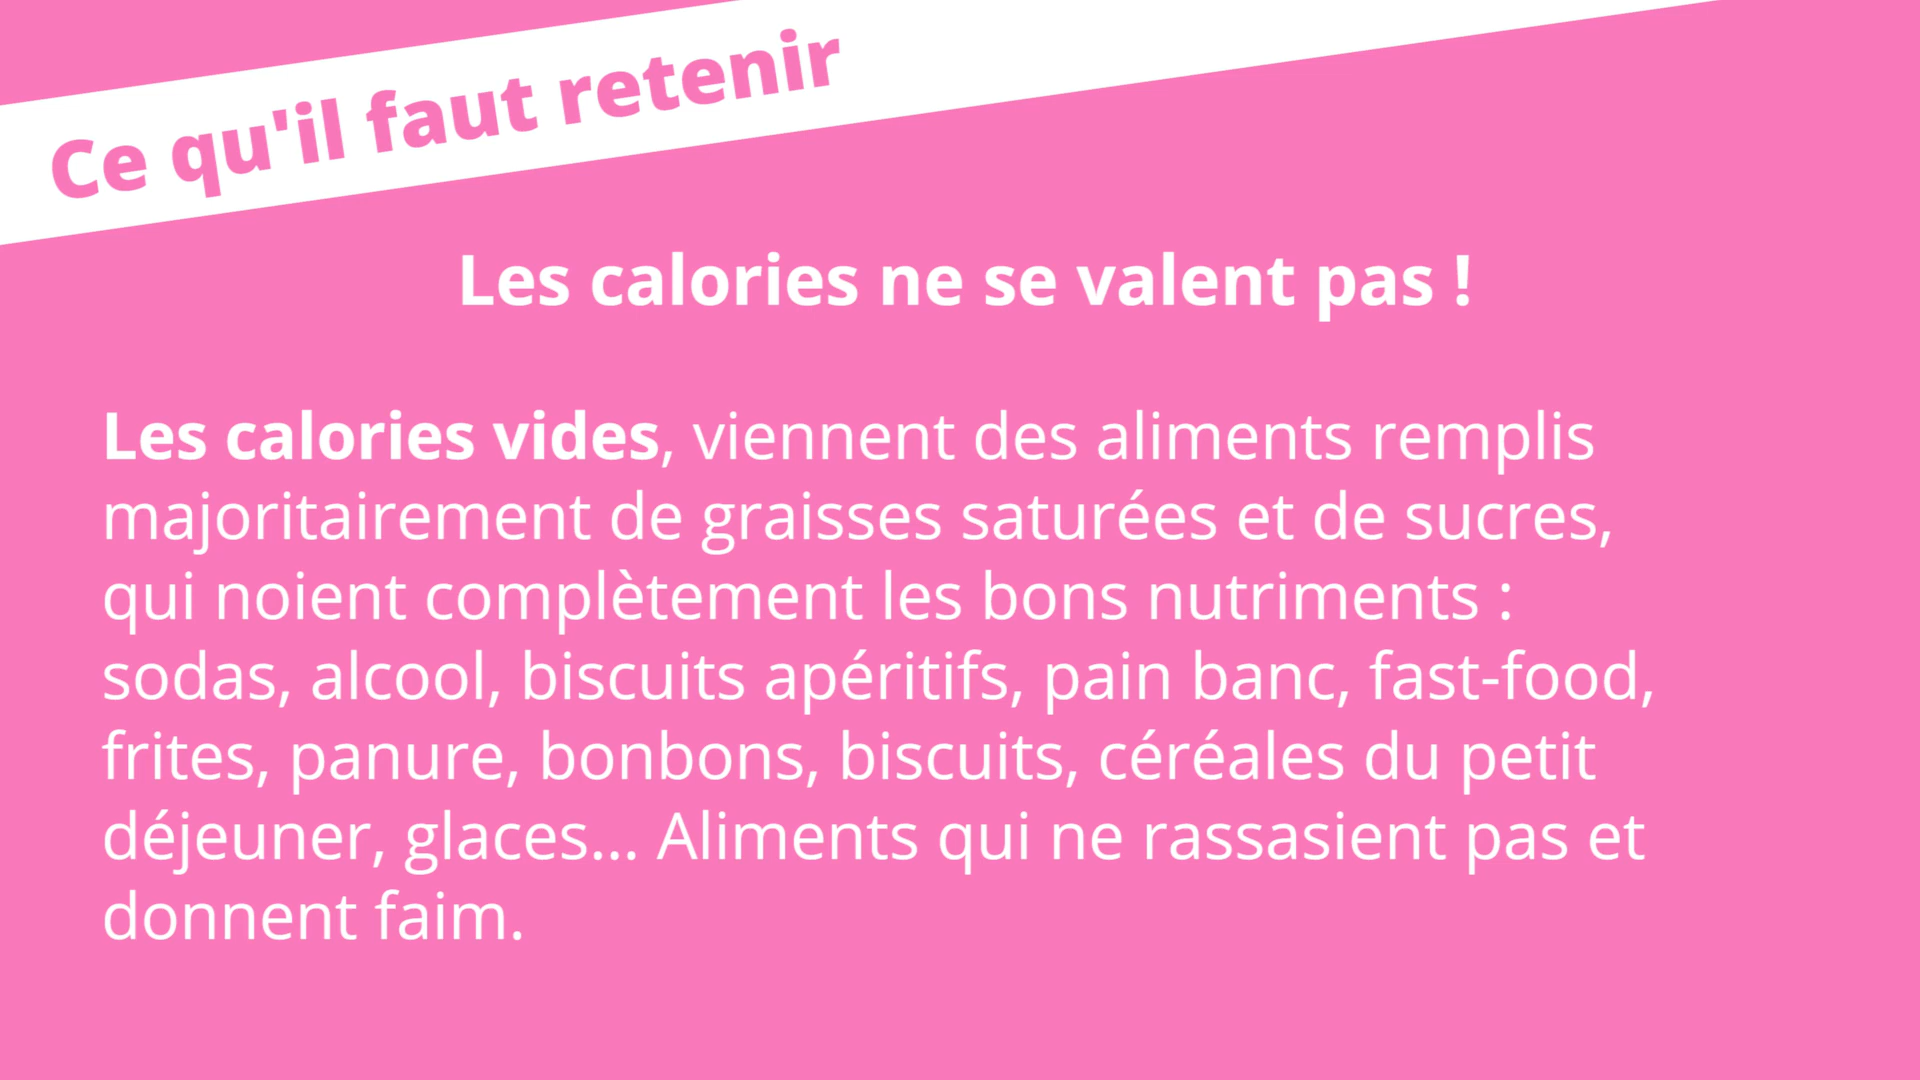 Ce qu'il faut retenir
Les calories ne se valent pas !
Les calories vides, viennent des aliments remplis
majoritairement de graisses saturées et de sucres,
qui noient complètement les bons nutriments :
sodas, alcool, biscuits apéritifs, pain banc, fast-food,
frites, panure, bonbons, biscuits, céréales du petit
déjeuner, glaces... Aliments qui ne rassasient pas et
donnent faim.